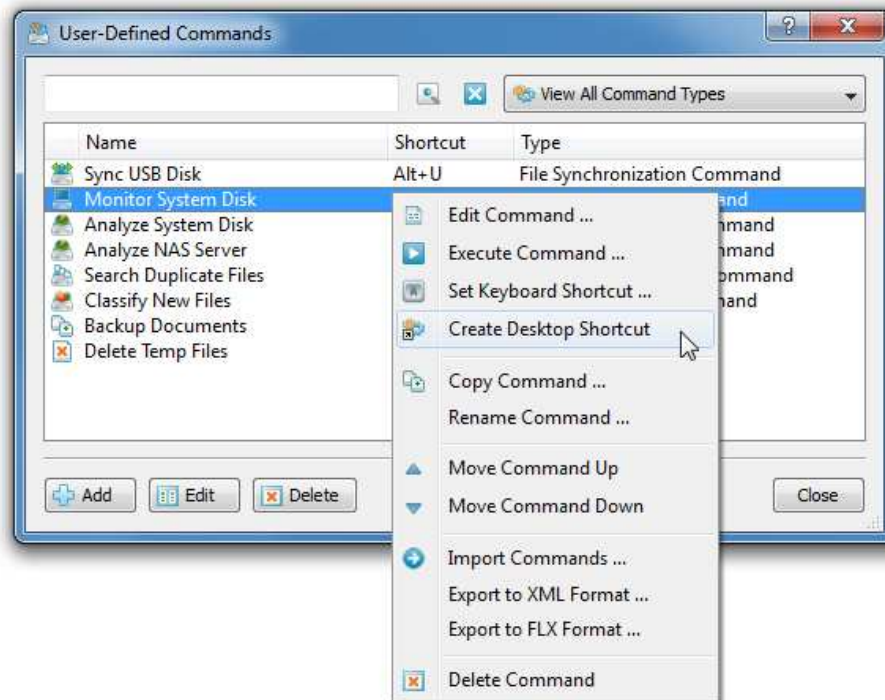 User-Defined Commands
View All Command Types
Name Shortcut Type
Sync USB Disk Alt+U File Synchronization Command
Monitor System Disk
Analyze System Disk
Analyze NAS Server
Search Duplicate Files
Classify New Files
Backup Documents
Delete Temp Files
Edit Command ...
Execute Command ...
Set Keyboard Shortcut ...
Create Desktop Shortcut
Copy Command ...
Rename Command ...
Move Command Up
Move Command Down
Import Commands ...
Export to XML Format ...
Export to FLX Format ...
Delete Command
Add Edit Delete Close